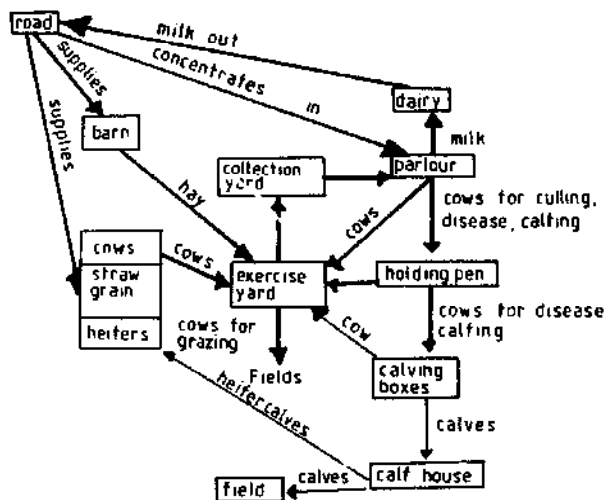 road
milk out
concentrates in
supplies
supplies
dairy
milk
barn
collection
yard
parlour
hay
cows
cows for culling,
disease, calfing
cows
straw
grain
heifers
cows
exercise
yard
holding pen
cows for
grazing
cow
cows for disease
calfing
Fields
heifer calves
calving
boxes
calves
calf house
calves
field